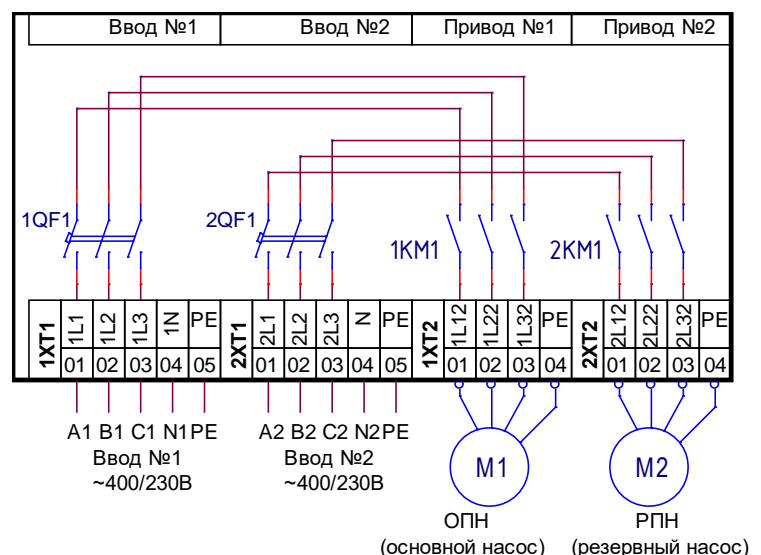 Ввод №1 Ввод №2 Привод №1 Привод №2
1QF1 2QF1 1KM1 2KM1
1XT1 1L1 1L2 1L3 1N PE 2XT1 2L1 2L2 2L3 N PE 1XT2 1L12 1L22 1L32 PE 2XT2 2L12 2L22 2L32 PE
01 02 03 04 05 01 02 03 04 05 01 02 03 04 01 02 03 04
A1 B1 C1 N1 PE A2 B2 C2 N2 PE
Ввод №1 Ввод №2 M1 M2
~400/230В ~400/230В
ОПН РПН
(основной насос) (резервный насос)